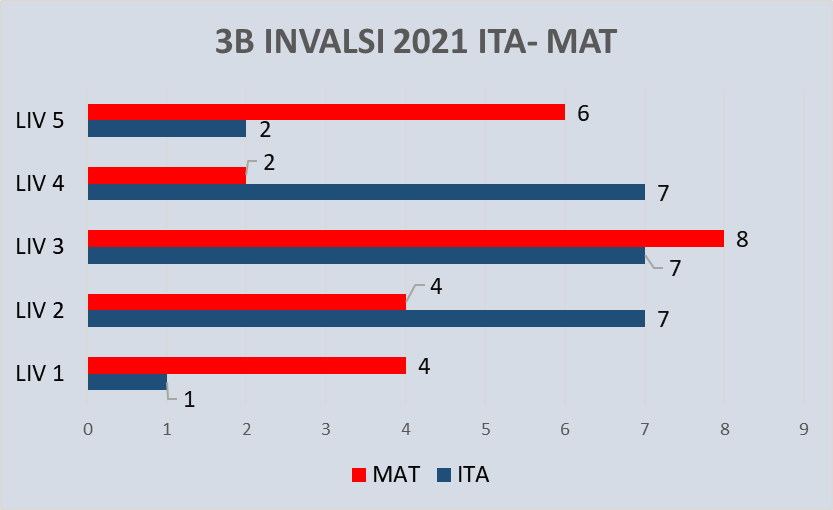 3B INVALSI 2021 ITA- MAT
LIV 5
6
2
LIV 4
2
7
LIV 3
8
7
LIV 2
4
7
LIV 1
4
1
0 1 2 3 4 5 6 7 8 9
MAT ITA